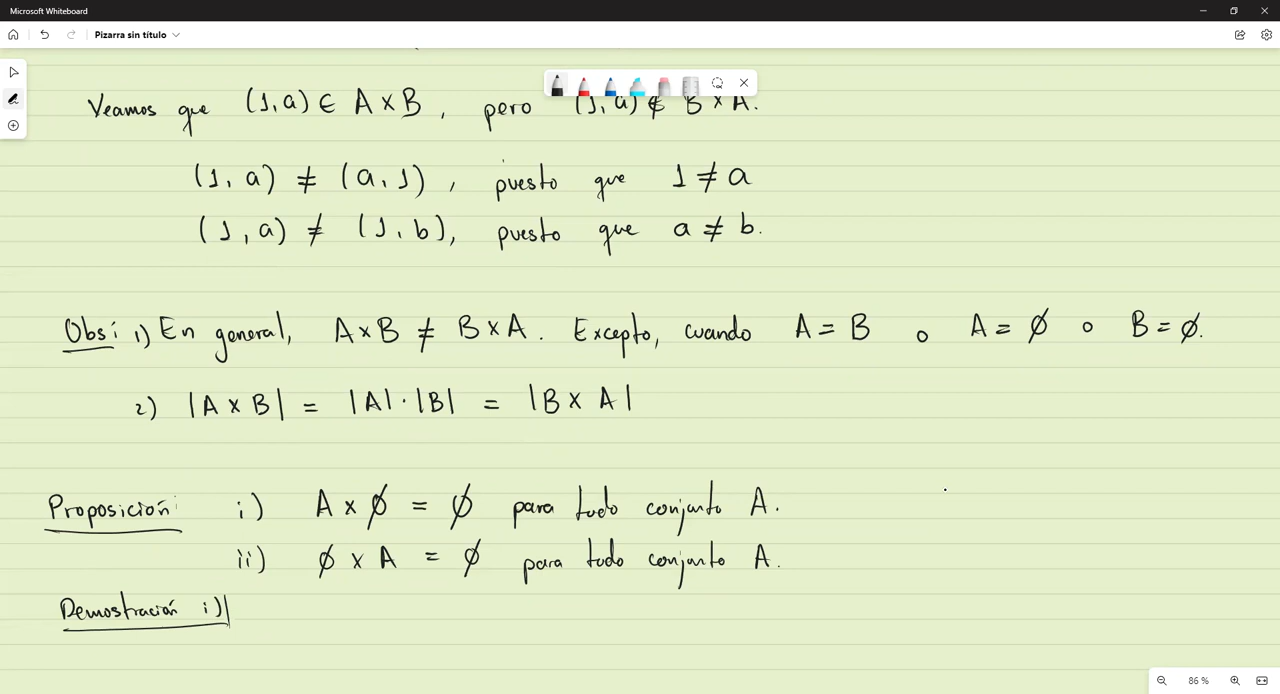 Microsoft Whiteboard
Pizarra sin título
Veamos que (1,a) ∈ A × B, pero (1,a) ∉ B × A.
(1,a) ≠ (a,1), puesto que 1 ≠ a
(1,a) ≠ (1,b), puesto que a ≠ b.
Obs: 1) En general, A×B ≠ B×A. Excepto, cuando A = B o A = ∅ o B = ∅.
2) |A × B| = |A|·|B| = |B × A|
Proposición: i) A × ∅ = ∅ para todo conjunto A.
ii) ∅ × A = ∅ para todo conjunto A.
Demostración i)
86 %